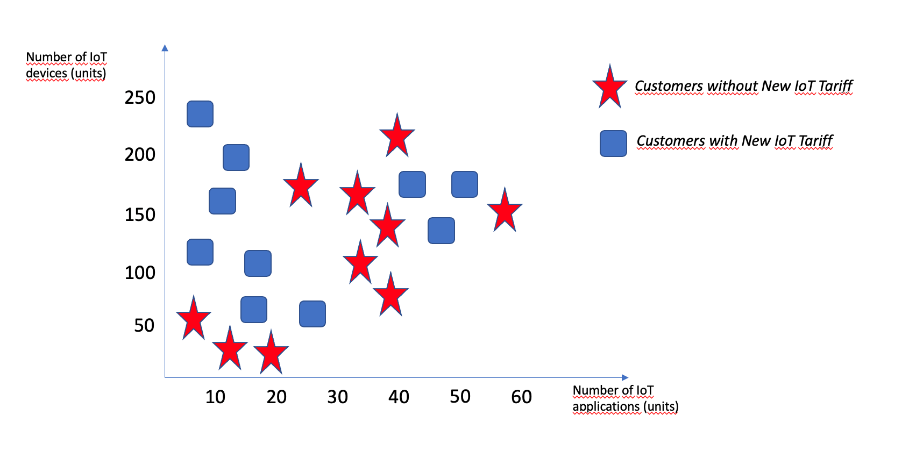 Number of IoT
devices (units)
250
200
150
100
50
10 20 30 40 50 60
Number of IoT
applications (units)
Customers without New IoT Tariff
Customers with New IoT Tariff